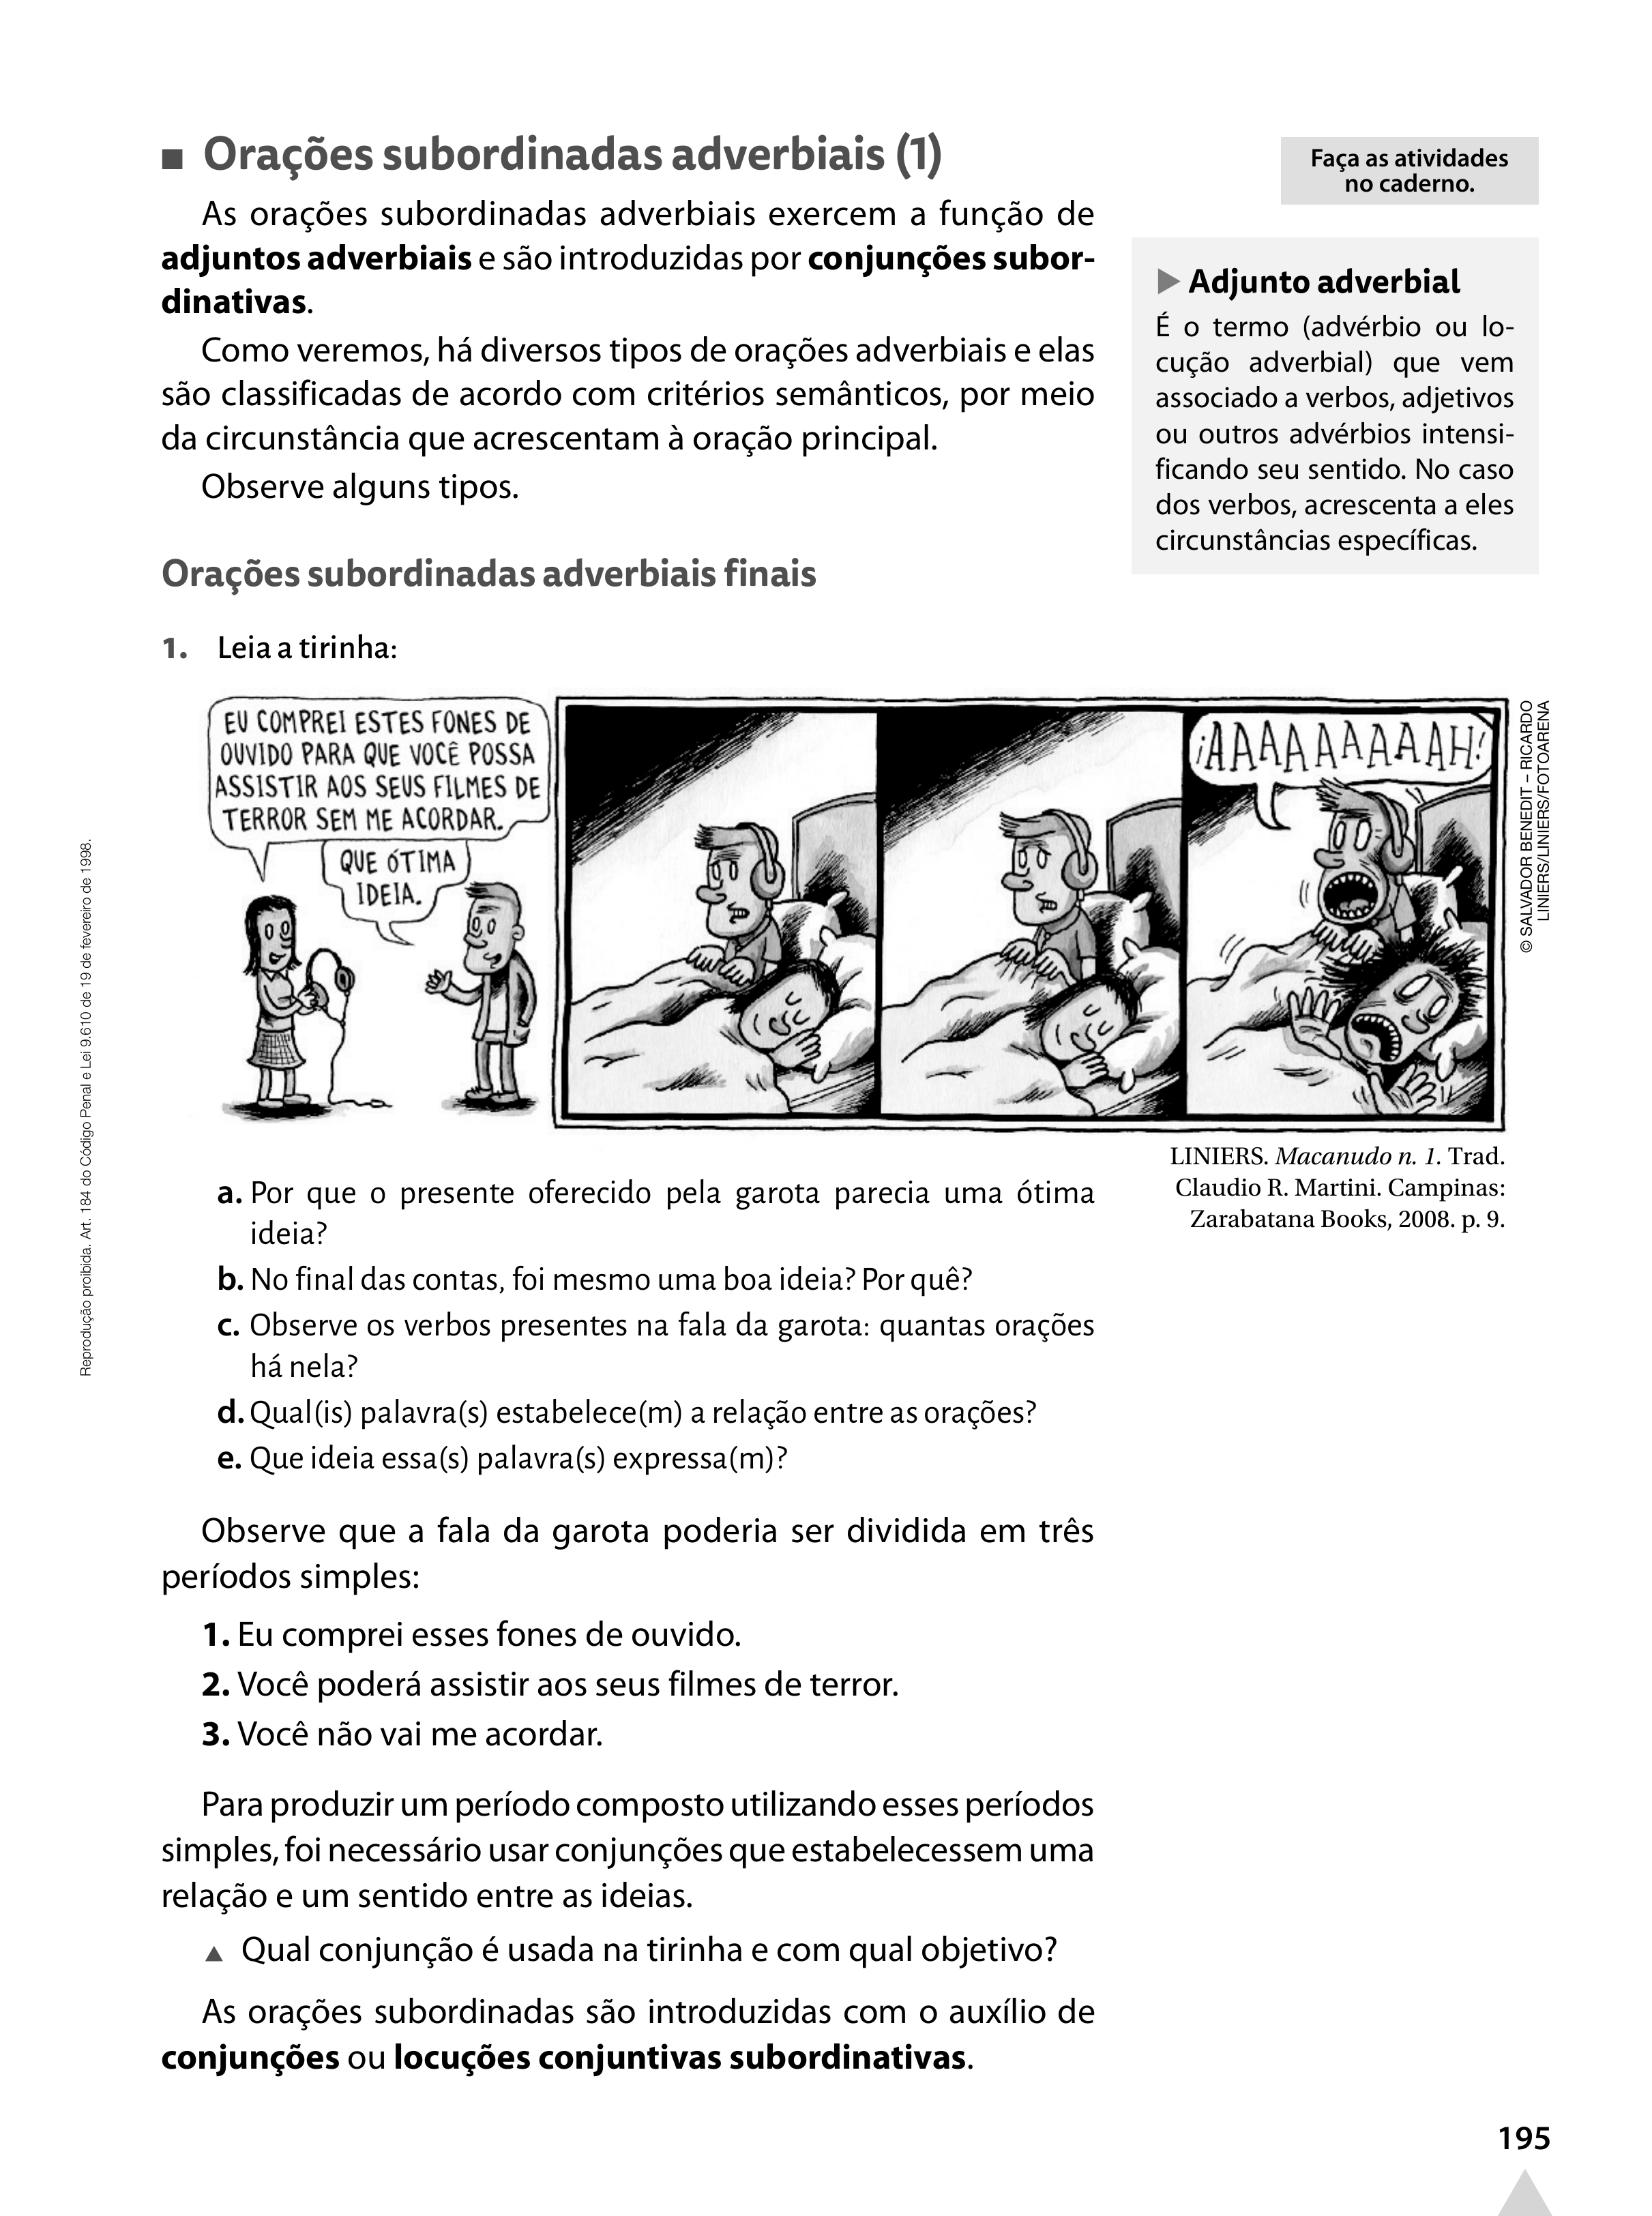 ■ Orações subordinadas adverbiais (1)
As orações subordinadas adverbiais exercem a função de
adjuntos adverbiais e são introduzidas por conjunções subor-
dinativas.
Como veremos, há diversos tipos de orações adverbiais e elas
são classificadas de acordo com critérios semânticos, por meio
da circunstância que acrescentam à oração principal.
Observe alguns tipos.
Faça as atividades
no caderno.
▶ Adjunto adverbial
É o termo (advérbio ou lo-
cução adverbial) que vem
associado a verbos, adjetivos
ou outros advérbios intensi-
ficando seu sentido. No caso
dos verbos, acrescenta a eles
circunstâncias específicas.
Orações subordinadas adverbiais finais
1. Leia a tirinha:
EU COMPREI ESTES FONES DE
OUVIDO PARA QUE VOCÊ POSSA
ASSISTIR AOS SEUS FILMES DE
TERROR SEM ME ACORDAR.
QUE ÓTIMA
IDEIA.
¡AAAAAAAAAH!
© SALVADOR BENEDIT – RICARDO
LINIERS/LINIERS/FOTOARENA
LINIERS. Macanudo n. 1. Trad.
Claudio R. Martini. Campinas:
Zarabatana Books, 2008. p. 9.
a. Por que o presente oferecido pela garota parecia uma ótima
ideia?
b. No final das contas, foi mesmo uma boa ideia? Por quê?
c. Observe os verbos presentes na fala da garota: quantas orações
há nela?
d. Qual(is) palavra(s) estabelece(m) a relação entre as orações?
e. Que ideia essa(s) palavra(s) expressa(m)?
Observe que a fala da garota poderia ser dividida em três
períodos simples:
1. Eu comprei esses fones de ouvido.
2. Você poderá assistir aos seus filmes de terror.
3. Você não vai me acordar.
Para produzir um período composto utilizando esses períodos
simples, foi necessário usar conjunções que estabelecessem uma
relação e um sentido entre as ideias.
▲ Qual conjunção é usada na tirinha e com qual objetivo?
As orações subordinadas são introduzidas com o auxílio de
conjunções ou locuções conjuntivas subordinativas.
Reprodução proibida. Art. 184 do Código Penal e Lei 9.610 de 19 de fevereiro de 1998.
195